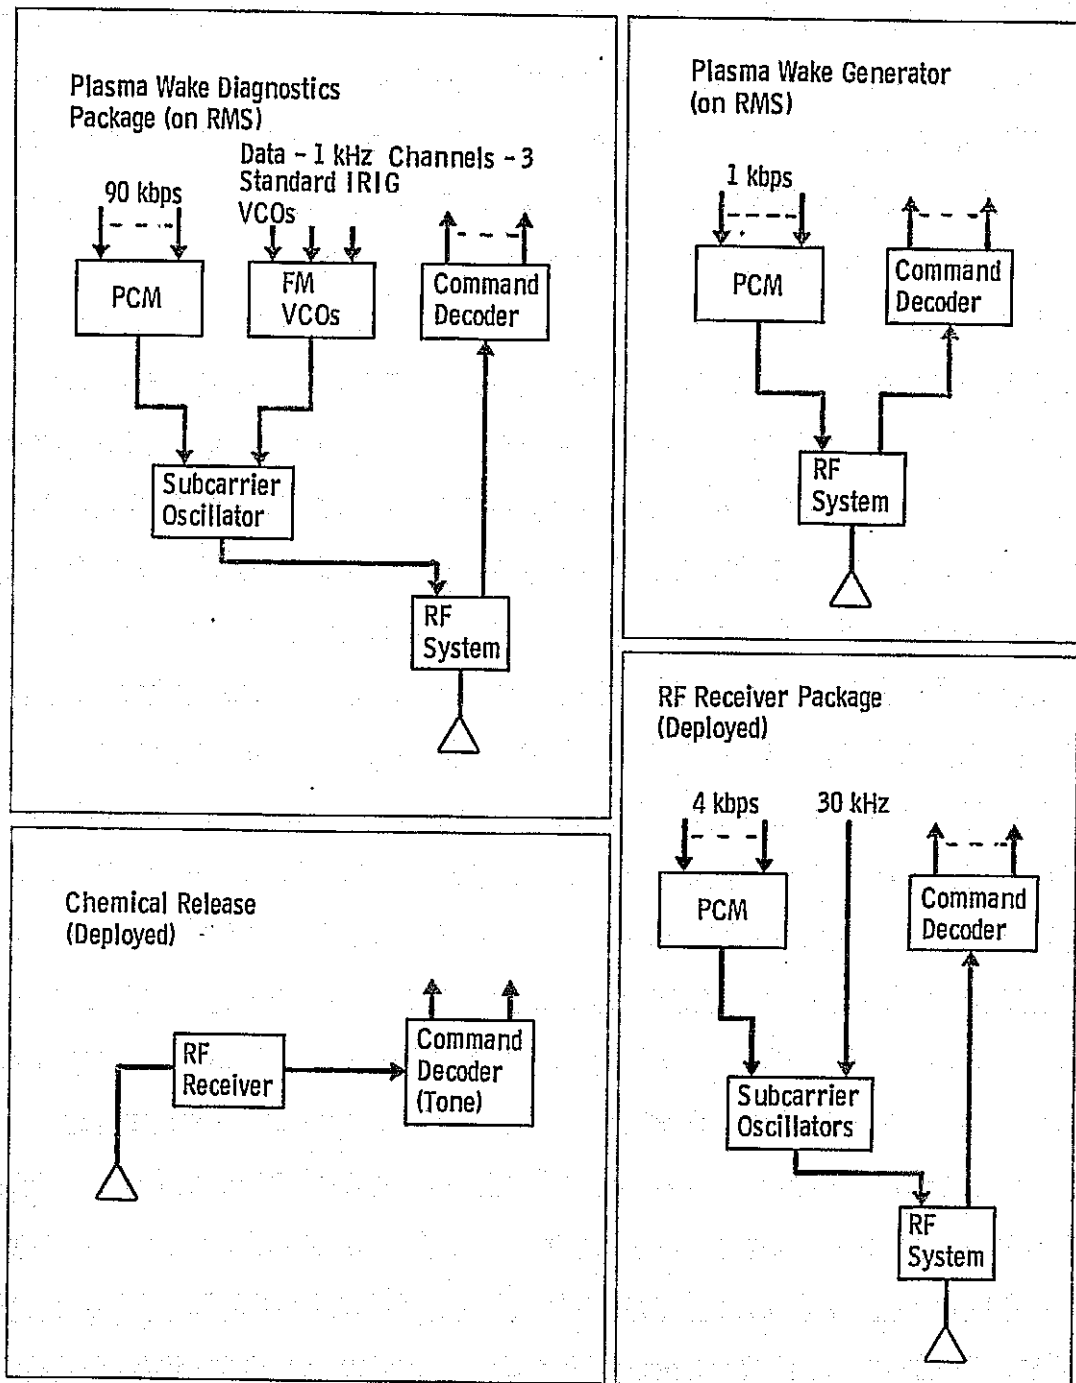 Plasma Wake Diagnostics
Package (on RMS)
Data - 1 kHz Channels - 3
Standard IRIG
VCOs
90 kbps
PCM
FM
VCOs
Command
Decoder
Subcarrier
Oscillator
RF
System
Plasma Wake Generator
(on RMS)
1 kbps
PCM
Command
Decoder
RF
System
Chemical Release
(Deployed)
RF
Receiver
Command
Decoder
(Tone)
RF Receiver Package
(Deployed)
4 kbps
30 kHz
PCM
Command
Decoder
Subcarrier
Oscillators
RF
System